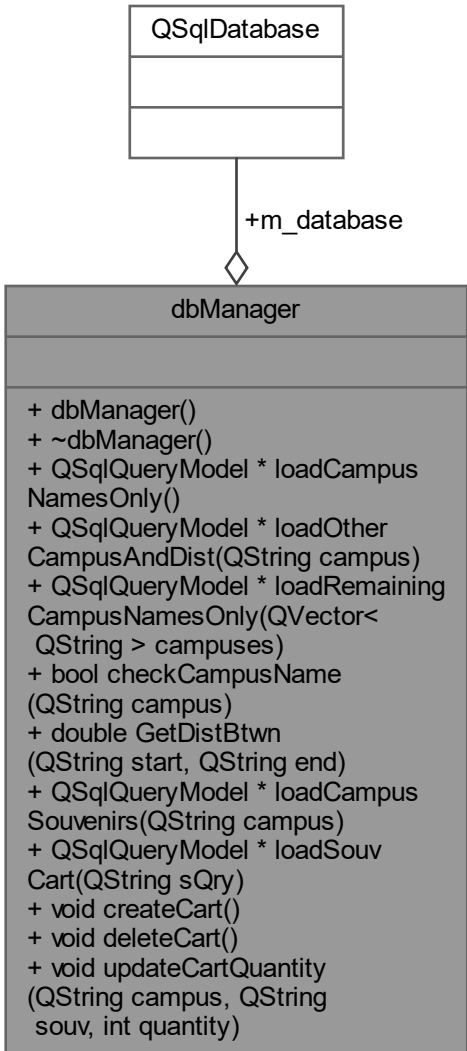 QSqlDatabase
+m_database
dbManager
+ dbManager()
+ ~dbManager()
+ QSqlQueryModel * loadCampus
NamesOnly()
+ QSqlQueryModel * loadOther
CampusAndDist(QString campus)
+ QSqlQueryModel * loadRemaining
CampusNamesOnly(QVector<
QString > campuses)
+ bool checkCampusName
(QString campus)
+ double GetDistBtwn
(QString start, QString end)
+ QSqlQueryModel * loadCampus
Souvenirs(QString campus)
+ QSqlQueryModel * loadSouv
Cart(QString sQry)
+ void createCart()
+ void deleteCart()
+ void updateCartQuantity
(QString campus, QString
souv, int quantity)